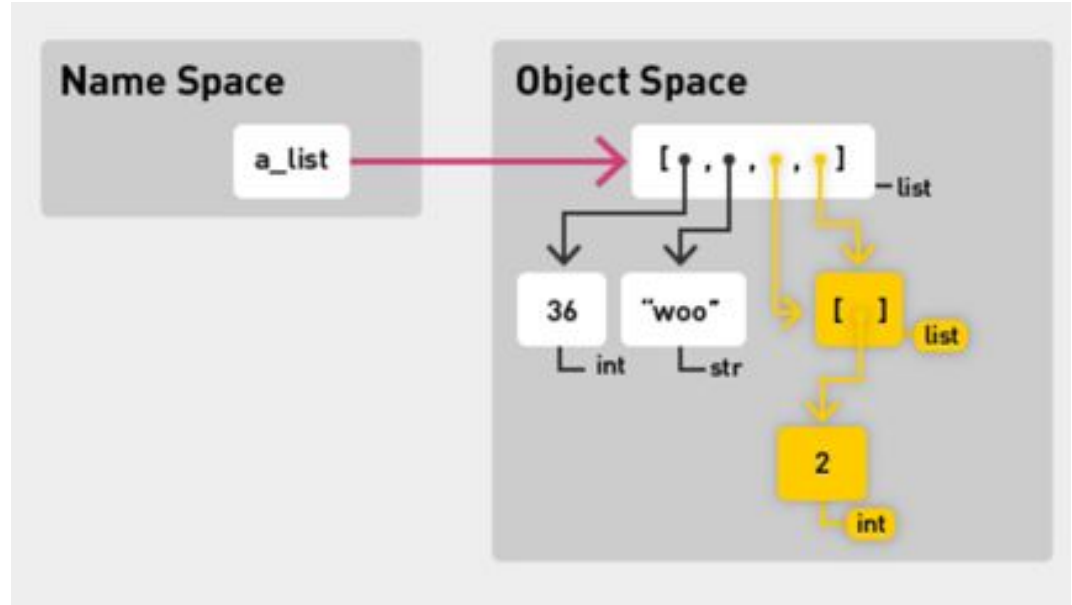 Name Space
Object Space
a_list
[ , , , ]
list
36
“woo”
[ ]
list
int
str
2
int